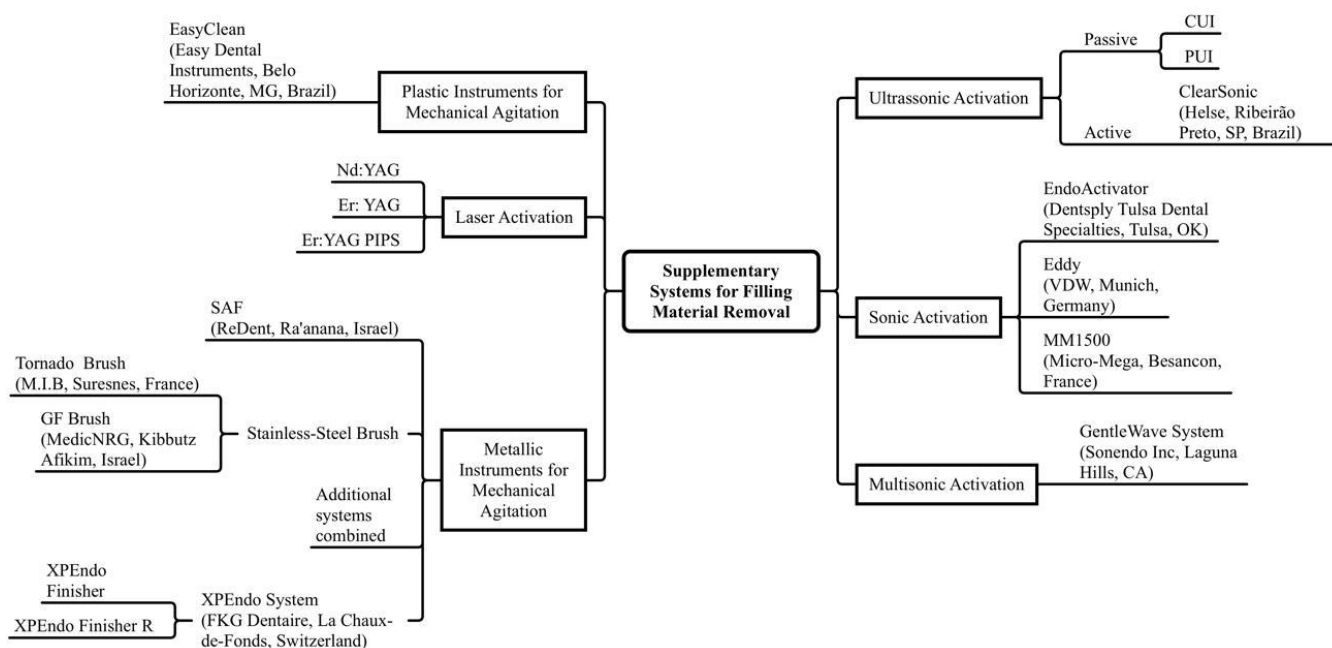 EasyClean
(Easy Dental
Instruments, Belo
Horizonte, MG, Brazil)
Plastic Instruments for
Mechanical Agitation
Nd:YAG
Er: YAG
Er:YAG PIPS
Laser Activation
SAF
(ReDent, Ra'anana, Israel)
Tornado Brush
(M.I.B, Suresnes, France)
GF Brush
(MedicNRG, Kibbutz
Afikim, Israel)
Stainless-Steel Brush
Additional
systems
combined
XPEndo
Finisher
XPEndo Finisher R
XPEndo System
(FKG Dentaire, La Chaux-
de-Fonds, Switzerland)
Metallic
Instruments for
Mechanical
Agitation
Supplementary
Systems for Filling
Material Removal
Ultrassonic Activation
Passive
CUI
PUI
Active
ClearSonic
(Helse, Ribeirão
Preto, SP, Brazil)
Sonic Activation
EndoActivator
(Dentsply Tulsa Dental
Specialties, Tulsa, OK)
Eddy
(VDW, Munich,
Germany)
MM1500
(Micro-Mega, Besancon,
France)
Multisonic Activation
GentleWave System
(Sonendo Inc, Laguna
Hills, CA)